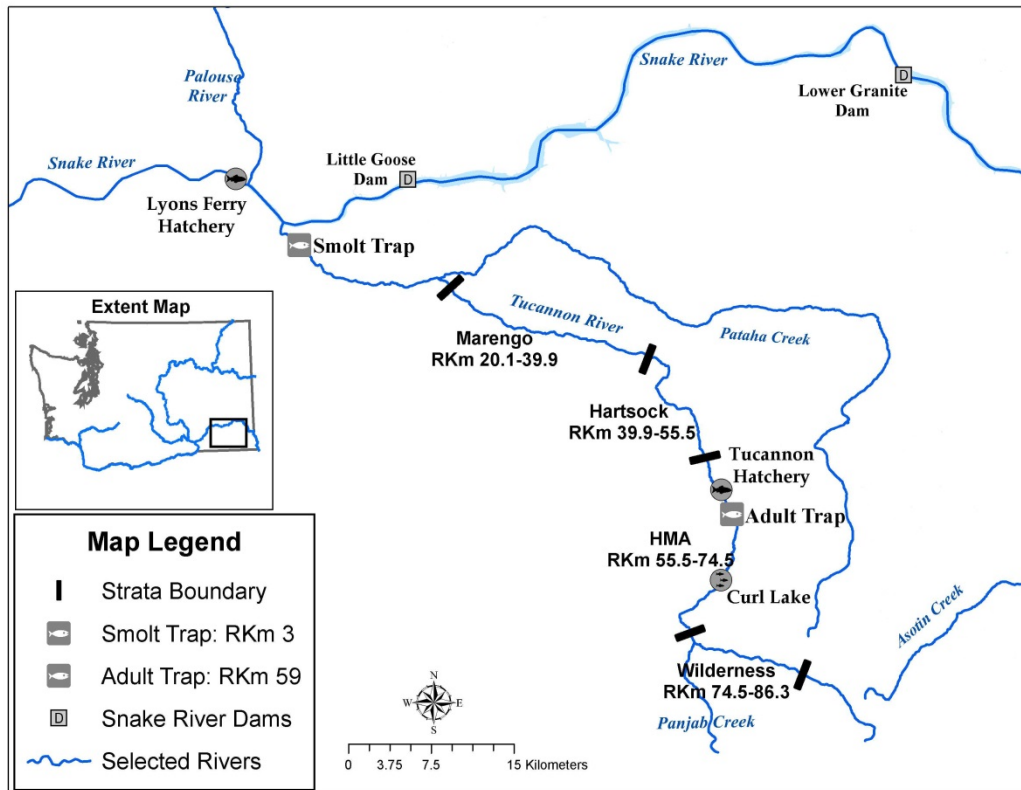 Palouse
River
Snake River
Snake River
Lower Granite
Dam
Little Goose
Dam
Lyons Ferry
Hatchery
Smolt Trap
Extent Map
Tucannon River
Pataha Creek
Marengo
RKm 20.1-39.9
Hartsock
RKm 39.9-55.5
Tucannon
Hatchery
Adult Trap
HMA
RKm 55.5-74.5
Curl Lake
Asotin Creek
Wilderness
RKm 74.5-86.3
Panjab Creek
Map Legend
Strata Boundary
Smolt Trap: RKm 3
Adult Trap: RKm 59
D Snake River Dams
Selected Rivers
N
W E
S
0 3.75 7.5 15 Kilometers
D
D